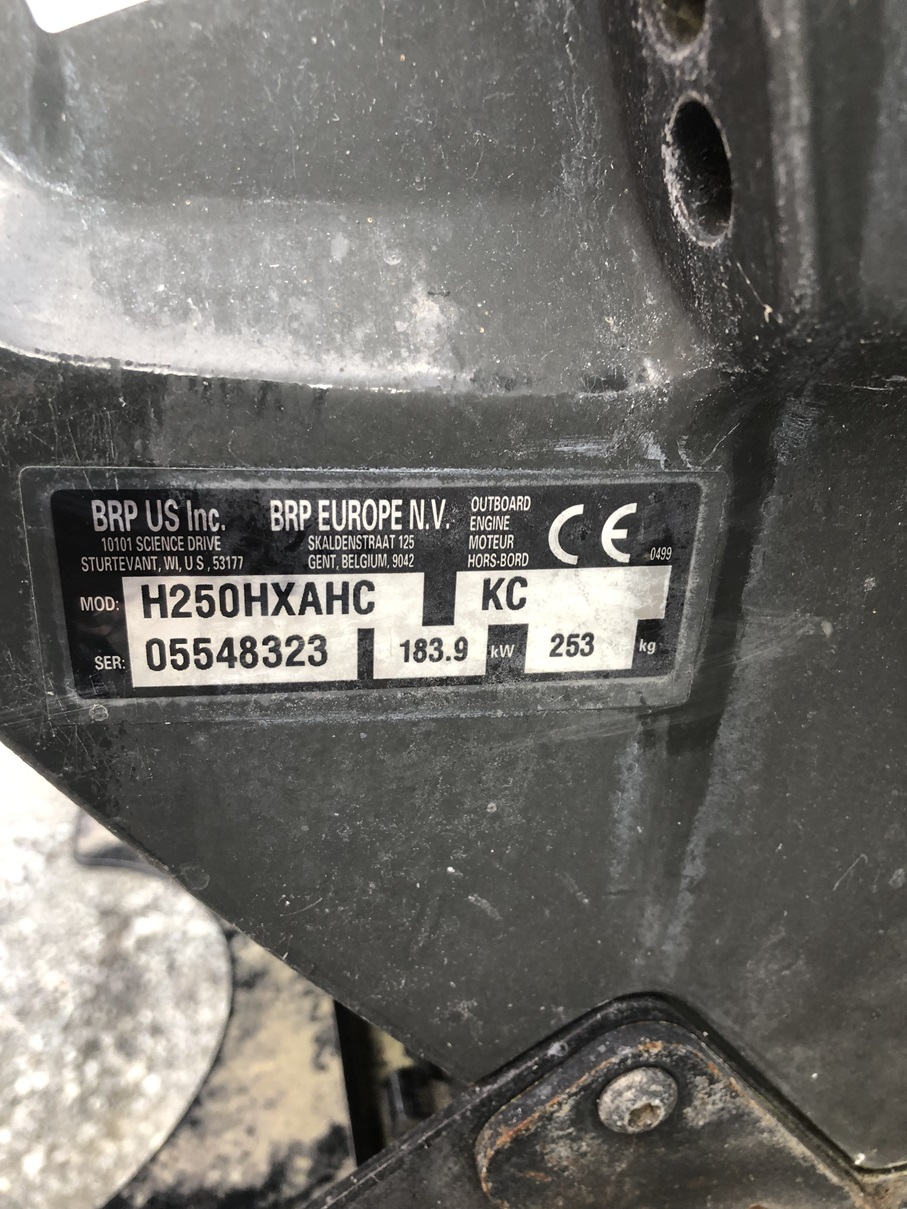 BRP US Inc.
10101 SCIENCE DRIVE
STURTEVANT, WI, U S , 53177
BRP EUROPE N.V.
SKALDENSTRAAT 125
GENT, BELGIUM, 9042
OUTBOARD
ENGINE
MOTEUR
HORS-BORD
CE 0499
MOD: H250HXAHC KC
SER: 05548323 183.9 kW 253 kg